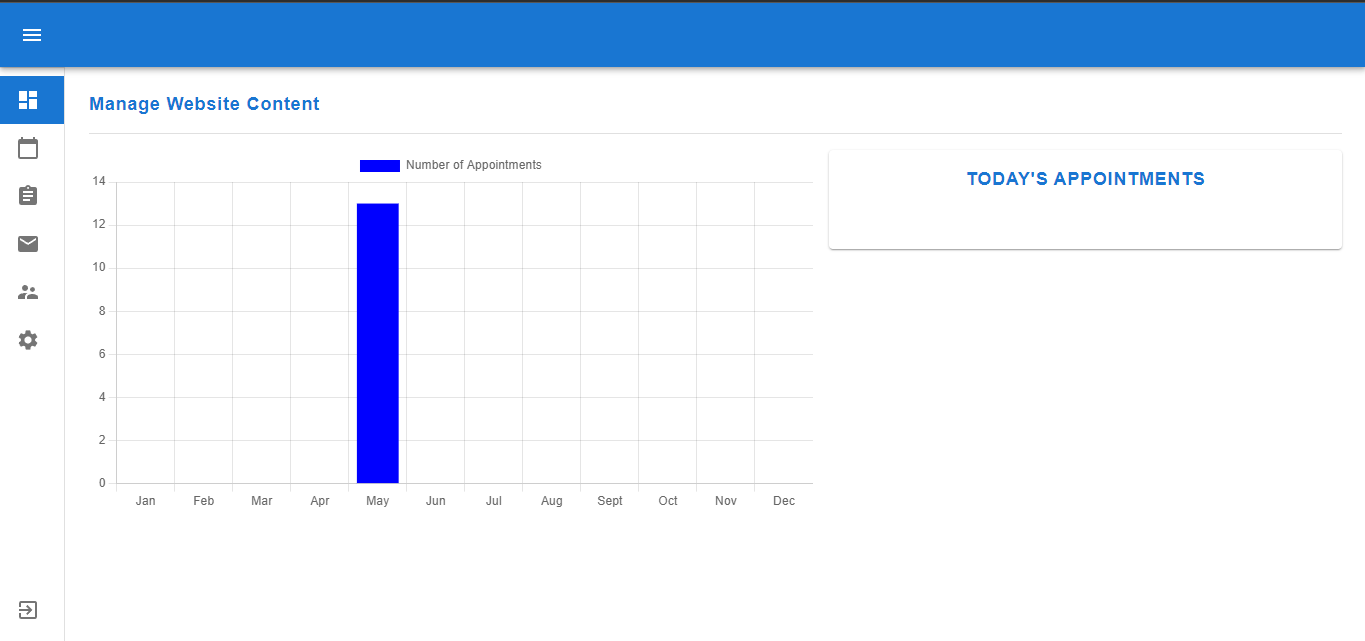 Manage Website Content
Number of Appointments
TODAY'S APPOINTMENTS
14
12
10
8
6
4
2
0
Jan Feb Mar Apr May Jun Jul Aug Sept Oct Nov Dec